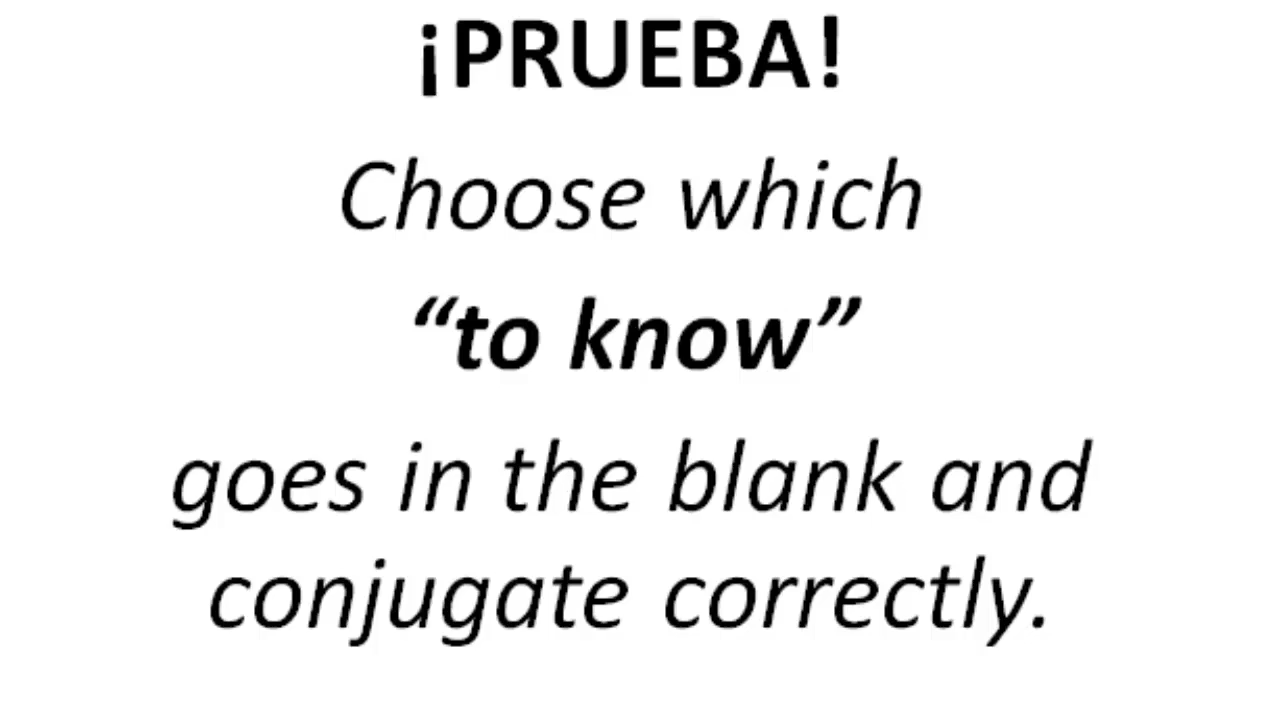 ¡PRUEBA!
Choose which
“to know”
goes in the blank and
conjugate correctly.